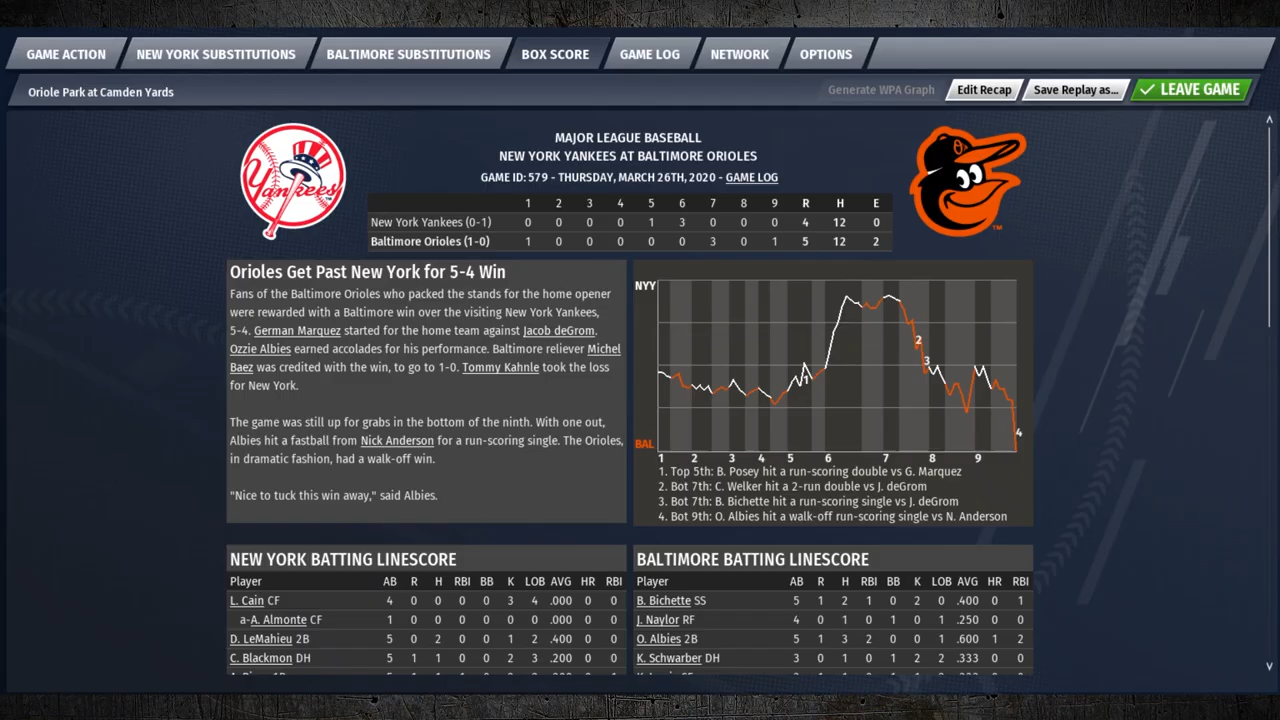 GAME ACTION NEW YORK SUBSTITUTIONS BALTIMORE SUBSTITUTIONS BOX SCORE GAME LOG NETWORK OPTIONS
Oriole Park at Camden Yards Generate WPA Graph Edit Recap Save Replay as... LEAVE GAME
Yankees
MAJOR LEAGUE BASEBALL
NEW YORK YANKEES AT BALTIMORE ORIOLES
GAME ID: 579 - THURSDAY, MARCH 26TH, 2020 - GAME LOG
1 2 3 4 5 6 7 8 9 R H E
New York Yankees (0-1) 0 0 0 0 1 3 0 0 0 4 12 0
Baltimore Orioles (1-0) 1 0 0 0 0 0 3 0 1 5 12 2
Orioles Get Past New York for 5-4 Win
Fans of the Baltimore Orioles who packed the stands for the home opener
were rewarded with a Baltimore win over the visiting New York Yankees,
5-4. German Marquez started for the home team against Jacob deGrom.
Ozzie Albies earned accolades for his performance. Baltimore reliever Michel
Baez was credited with the win, to go to 1-0. Tommy Kahnle took the loss
for New York.
The game was still up for grabs in the bottom of the ninth. With one out,
Albies hit a fastball from Nick Anderson for a run-scoring single. The Orioles,
in dramatic fashion, had a walk-off win.
"Nice to tuck this win away," said Albies.
NYY
1
2
3
4
BAL
1 2 3 4 5 6 7 8 9
1. Top 5th: B. Posey hit a run-scoring double vs G. Marquez
2. Bot 7th: C. Welker hit a 2-run double vs J. deGrom
3. Bot 7th: B. Bichette hit a run-scoring single vs J. deGrom
4. Bot 9th: O. Albies hit a walk-off run-scoring single vs N. Anderson
NEW YORK BATTING LINESCORE
Player AB R H RBI BB K LOB AVG HR RBI
L. Cain CF 4 0 0 0 0 3 4 .000 0 0
a-A. Almonte CF 1 0 0 0 0 0 0 .000 0 0
D. LeMahieu 2B 5 0 2 0 0 1 2 .400 0 0
C. Blackmon DH 5 1 1 0 0 2 3 .200 0 0
BALTIMORE BATTING LINESCORE
Player AB R H RBI BB K LOB AVG HR RBI
B. Bichette SS 5 1 2 1 0 2 0 .400 0 1
J. Naylor RF 4 0 1 0 1 0 1 .250 0 0
O. Albies 2B 5 1 3 2 0 0 1 .600 1 2
K. Schwarber DH 3 0 1 0 1 2 2 .333 0 0